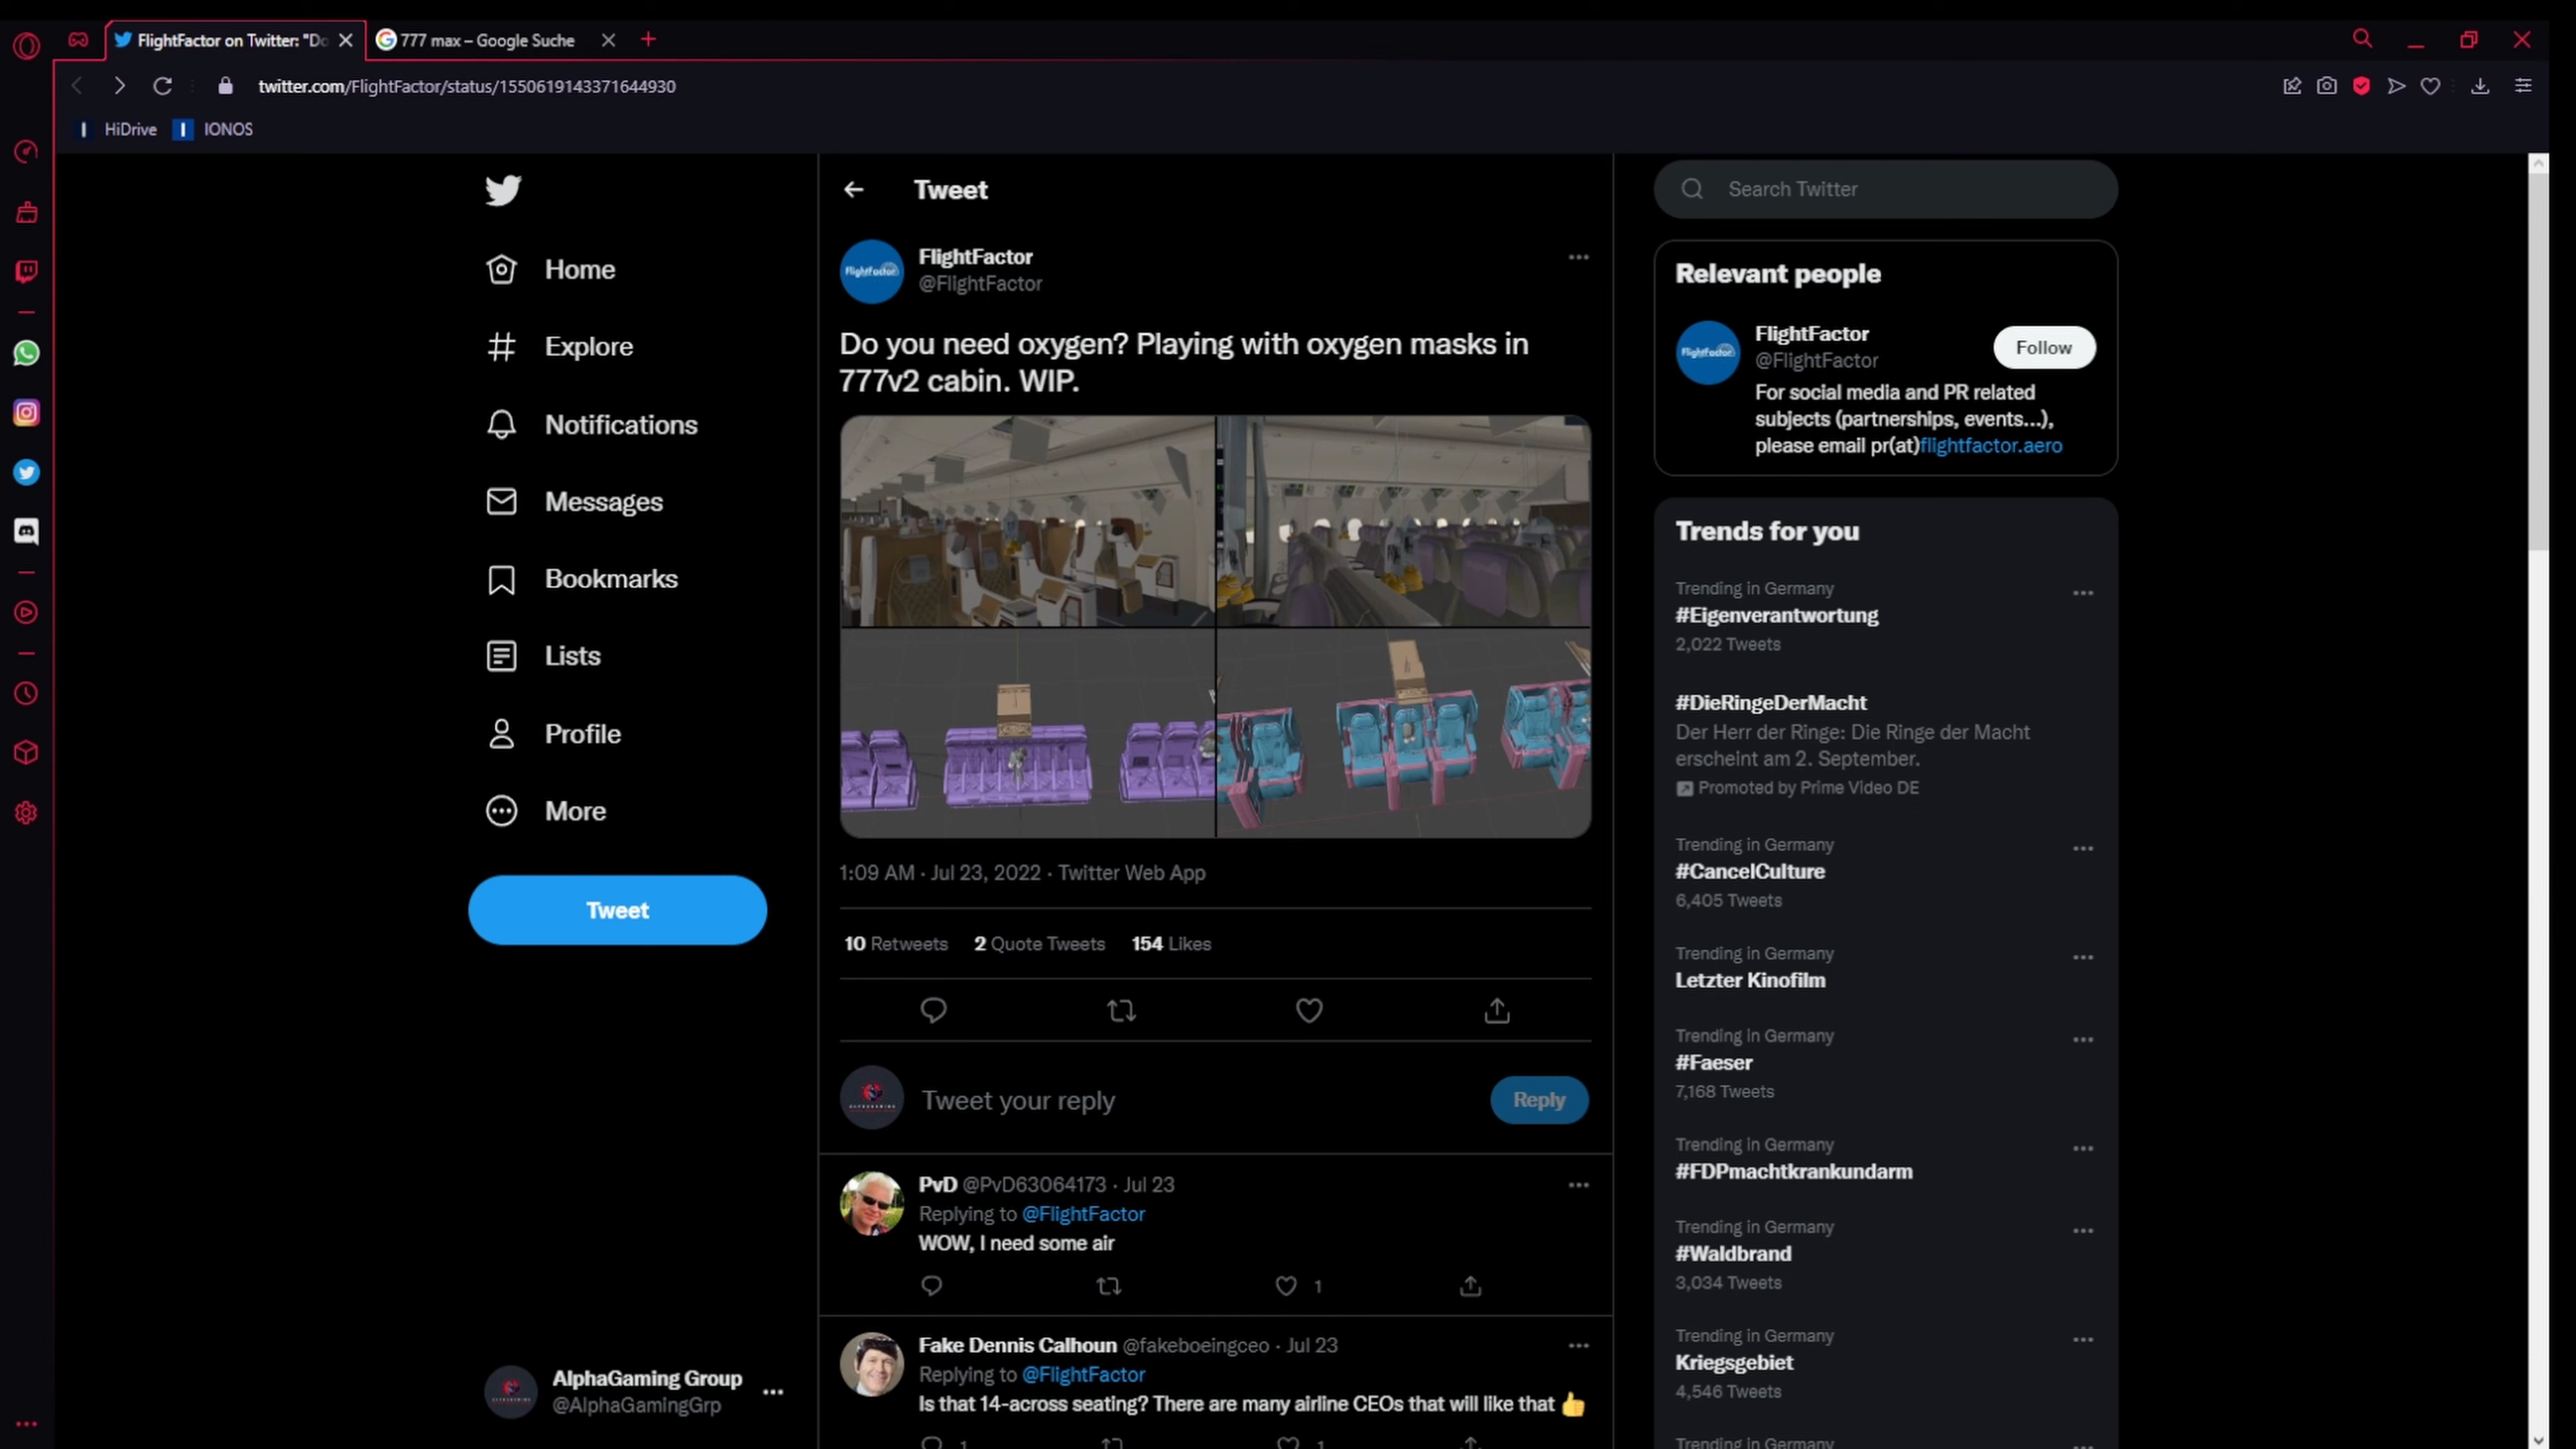 FlightFactor on Twitter: "Do
777 max – Google Suche
twitter.com/FlightFactor/status/1550619143371644930
HiDrive
IONOS
Home
Explore
Notifications
Messages
Bookmarks
Lists
Profile
More
Tweet
AlphaGaming Group
@AlphaGamingGrp
Tweet
FlightFactor
FlightFactor
@FlightFactor
Do you need oxygen? Playing with oxygen masks in
777v2 cabin. WIP.
1:09 AM · Jul 23, 2022 · Twitter Web App
10 Retweets 2 Quote Tweets 154 Likes
Tweet your reply
Reply
PvD @PvD63064173 · Jul 23
Replying to @FlightFactor
WOW, I need some air
1
Fake Dennis Calhoun @fakeboeingceo · Jul 23
Replying to @FlightFactor
Is that 14-across seating? There are many airline CEOs that will like that 👍
1 1
Search Twitter
Relevant people
FlightFactor
FlightFactor
@FlightFactor
Follow
For social media and PR related
subjects (partnerships, events...),
please email pr(at)flightfactor.aero
Trends for you
Trending in Germany
#Eigenverantwortung
2,022 Tweets
#DieRingeDerMacht
Der Herr der Ringe: Die Ringe der Macht
erscheint am 2. September.
Promoted by Prime Video DE
Trending in Germany
#CancelCulture
6,405 Tweets
Trending in Germany
Letzter Kinofilm
Trending in Germany
#Faeser
7,168 Tweets
Trending in Germany
#FDPmachtkrankundarm
Trending in Germany
#Waldbrand
3,034 Tweets
Trending in Germany
Kriegsgebiet
4,546 Tweets
Trending in Germany